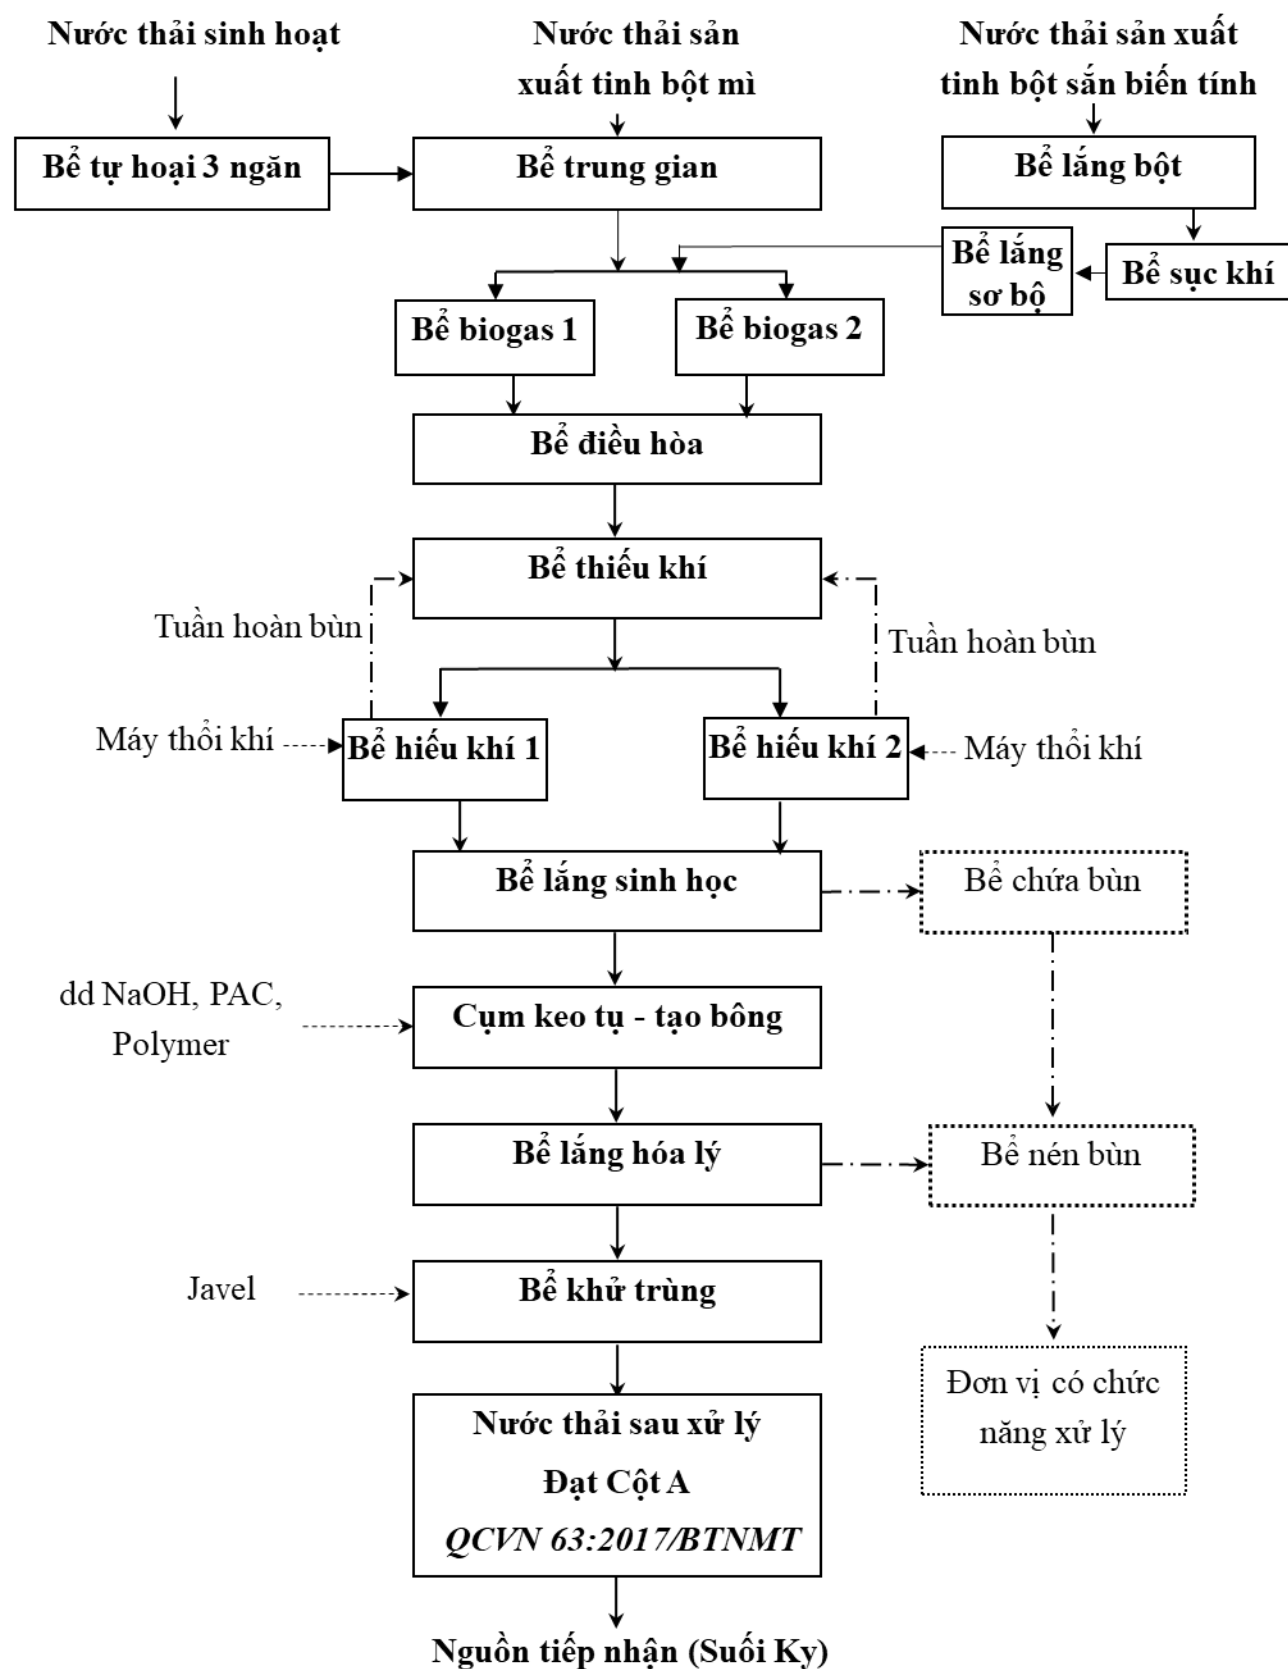 Nước thải sinh hoạt
Nước thải sản
xuất tinh bột mì
Nước thải sản xuất
tinh bột sắn biến tính
Bể tự hoại 3 ngăn
Bể trung gian
Bể lắng bột
Bể lắng
sơ bộ
Bể sục khí
Bể biogas 1
Bể biogas 2
Bể điều hòa
Bể thiếu khí
Tuần hoàn bùn
Tuần hoàn bùn
Máy thổi khí
Bể hiếu khí 1
Bể hiếu khí 2
Máy thổi khí
Bể lắng sinh học
Bể chứa bùn
dd NaOH, PAC,
Polymer
Cụm keo tụ - tạo bông
Bể lắng hóa lý
Bể nén bùn
Javel
Bể khử trùng
Nước thải sau xử lý
Đạt Cột A
QCVN 63:2017/BTNMT
Đơn vị có chức
năng xử lý
Nguồn tiếp nhận (Suối Ky)